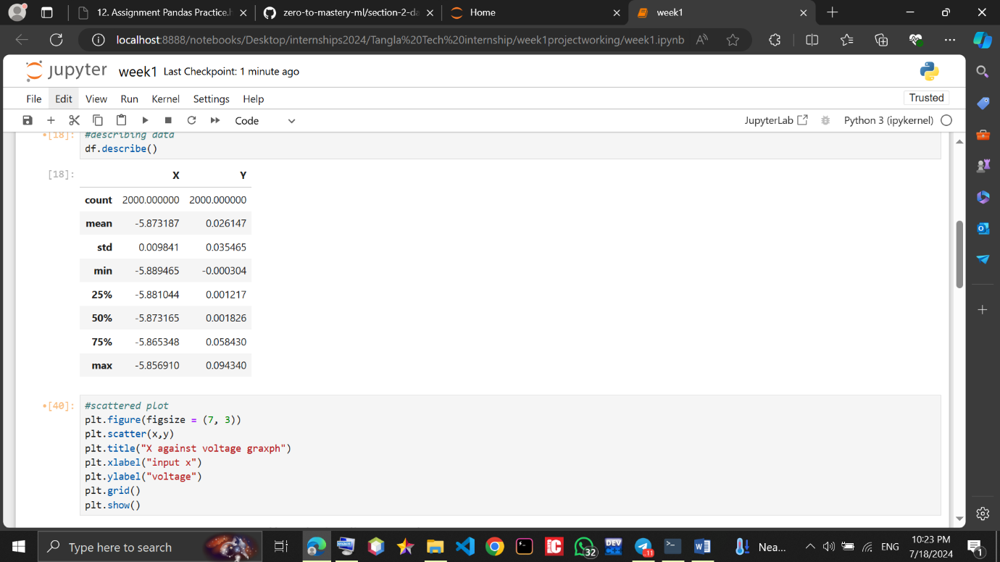 12. Assignment Pandas Practice.h
zero-to-mastery-ml/section-2-da
Home
week1
localhost:8888/notebooks/Desktop/internships2024/Tangla%20Tech%20internship/week1projectworking/week1.ipynb
jupyter week1 Last Checkpoint: 1 minute ago
File Edit View Run Kernel Settings Help
Trusted
Code
JupyterLab
Python 3 (ipykernel)
•[18]: #describing data
df.describe()
[18]: X Y
count 2000.000000 2000.000000
mean -5.873187 0.026147
std 0.009841 0.035465
min -5.889465 -0.000304
25% -5.881044 0.001217
50% -5.873165 0.001826
75% -5.865348 0.058430
max -5.856910 0.094340
•[40]: #scattered plot
plt.figure(figsize = (7, 3))
plt.scatter(x,y)
plt.title("X against voltage graxph")
plt.xlabel("input x")
plt.ylabel("voltage")
plt.grid()
plt.show()
Type here to search
32
DEV
11
Nea...
ENG
10:23 PM
7/18/2024
1